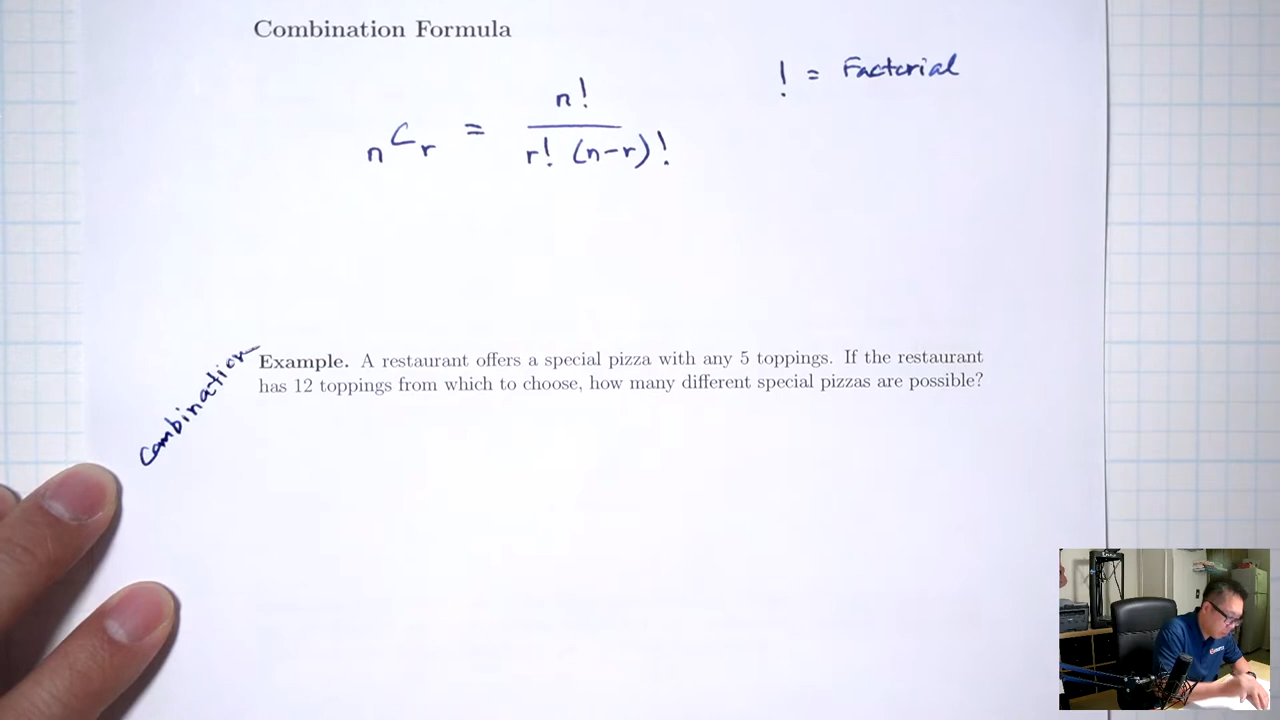 Combination Formula
! = Factorial
nCr = n! / r! (n-r)!
Combination
Example. A restaurant offers a special pizza with any 5 toppings. If the restaurant
has 12 toppings from which to choose, how many different special pizzas are possible?